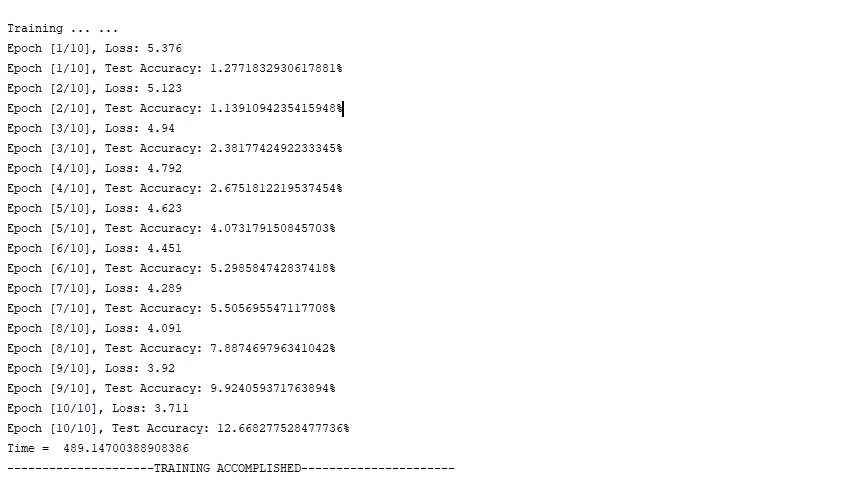 Training ... ...
Epoch [1/10], Loss: 5.376
Epoch [1/10], Test Accuracy: 1.2771832930617881%
Epoch [2/10], Loss: 5.123
Epoch [2/10], Test Accuracy: 1.1391094235415948%
Epoch [3/10], Loss: 4.94
Epoch [3/10], Test Accuracy: 2.3817742492233345%
Epoch [4/10], Loss: 4.792
Epoch [4/10], Test Accuracy: 2.6751812219537454%
Epoch [5/10], Loss: 4.623
Epoch [5/10], Test Accuracy: 4.073179150845703%
Epoch [6/10], Loss: 4.451
Epoch [6/10], Test Accuracy: 5.298584742837418%
Epoch [7/10], Loss: 4.289
Epoch [7/10], Test Accuracy: 5.505695547117708%
Epoch [8/10], Loss: 4.091
Epoch [8/10], Test Accuracy: 7.887469796341042%
Epoch [9/10], Loss: 3.92
Epoch [9/10], Test Accuracy: 9.924059371763894%
Epoch [10/10], Loss: 3.711
Epoch [10/10], Test Accuracy: 12.668277528477736%
Time =  489.14700388908386
---------------------TRAINING ACCOMPLISHED----------------------